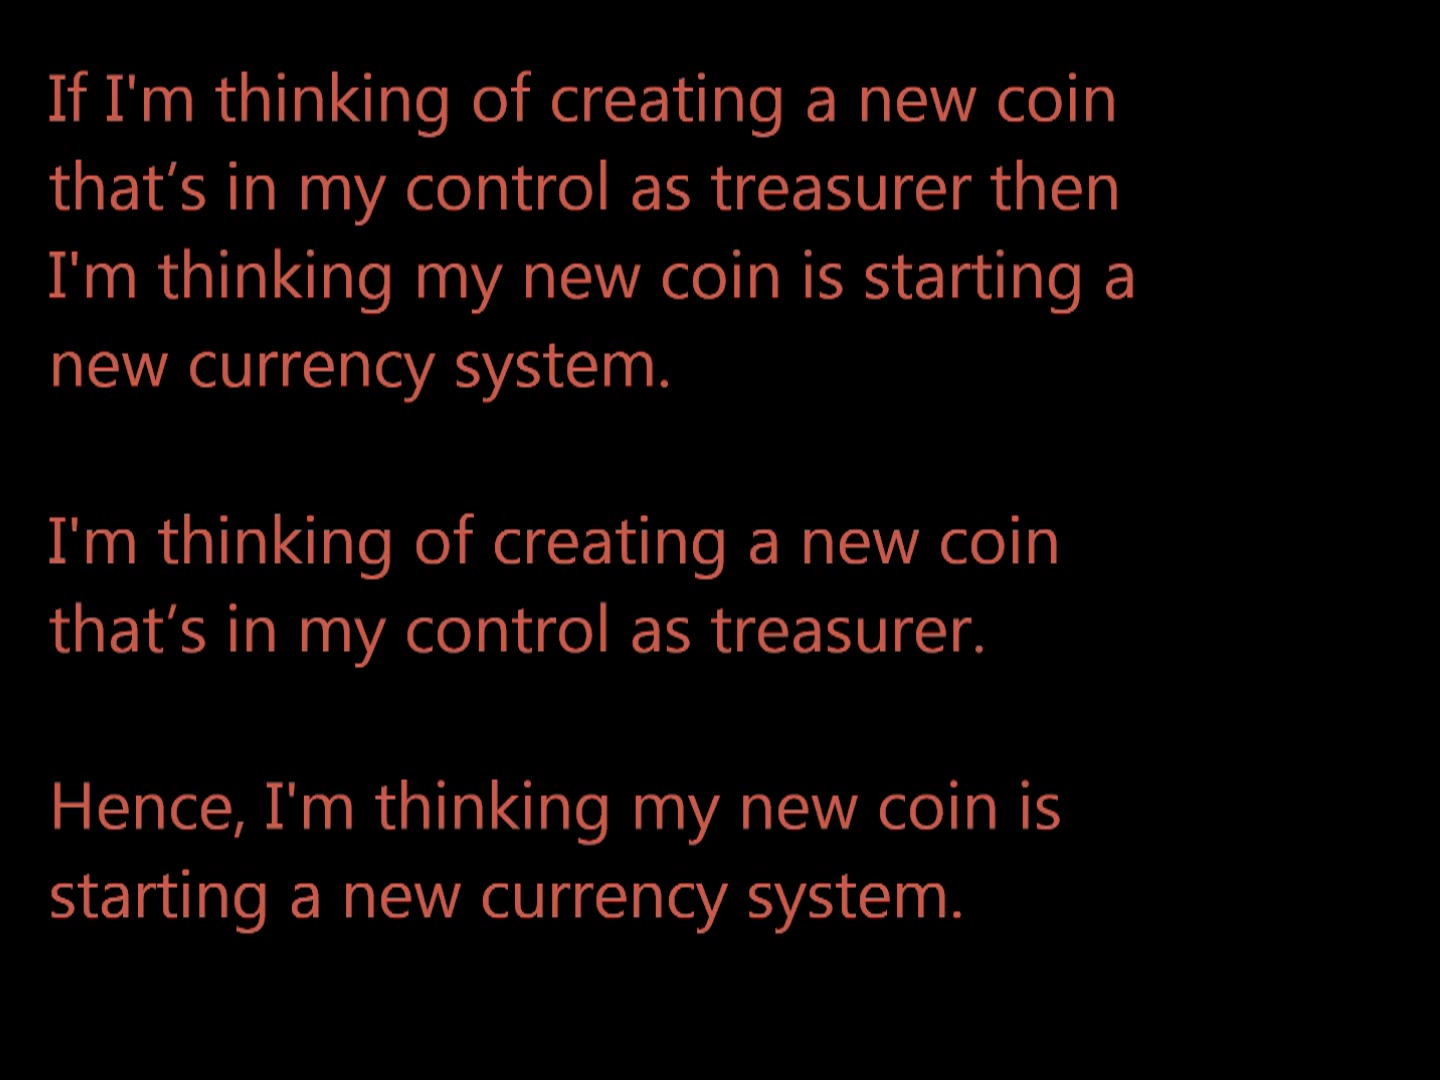 If I'm thinking of creating a new coin
that’s in my control as treasurer then
I'm thinking my new coin is starting a
new currency system.
I'm thinking of creating a new coin
that’s in my control as treasurer.
Hence, I'm thinking my new coin is
starting a new currency system.